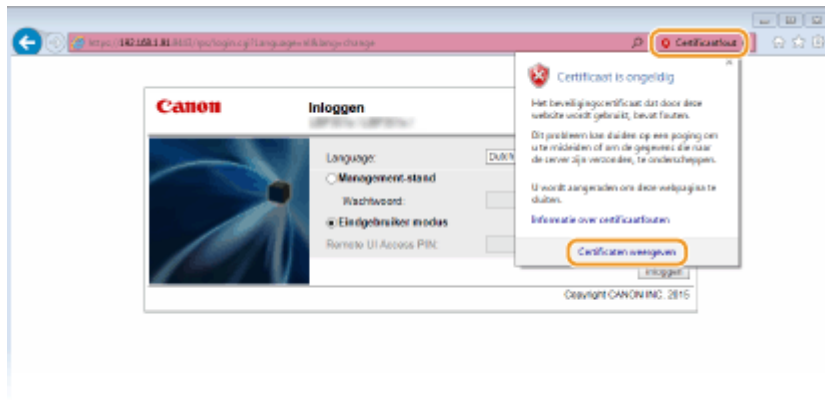 Certificaatfout
Certificaat is ongeldig
Het beveiligingscertificaat dat door deze
website wordt gebruikt, bevat fouten.
Dit probleem kan duiden op een poging om
u te misleiden of om de gegevens die naar
de server zijn verzonden, te onderscheppen.
U wordt aangeraden om deze webpagina te
sluiten.
Informatie over certificaatfouten
Certificaten weergeven
Canon
Inloggen
Language:
Dutch
Management-stand
Wachtwoord:
Eindgebruiker modus
Remote UI Access PIN:
Inloggen
Copyright CANON INC. 2015